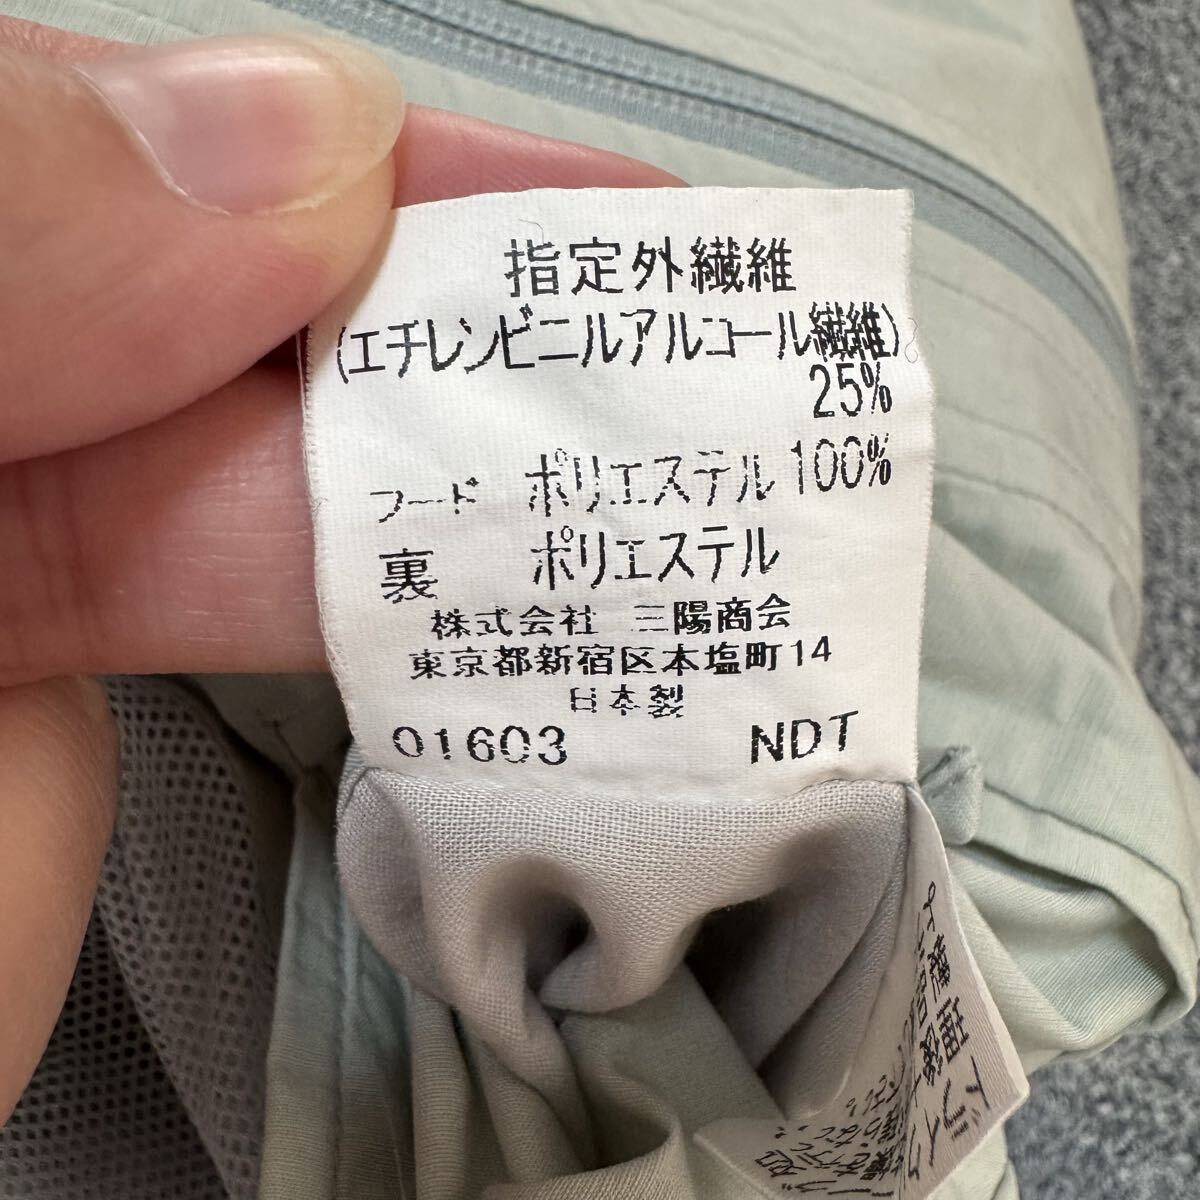 指定外繊維
(エチレンビニルアルコール繊維)
25%
フード ポリエステル 100%
裏 ポリエステル
株式会社 三陽商会
東京都新宿区本塩町14
日本製
01603 NDT